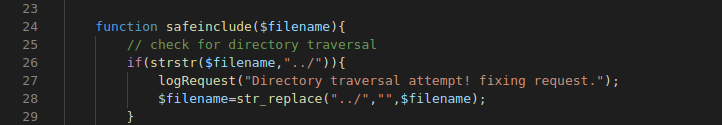 23
24 function safeinclude($filename){
25 // check for directory traversal
26 if(strstr($filename,"../")){
27 logRequest("Directory traversal attempt! fixing request.");
28 $filename=str_replace("../","",$filename);
29 }